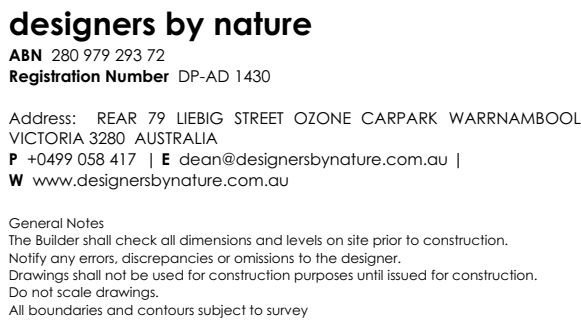 designers by nature
ABN 280 979 293 72
Registration Number DP-AD 1430
Address: REAR 79 LIEBIG STREET OZONE CARPARK WARRNAMBOOL
VICTORIA 3280 AUSTRALIA
P +0499 058 417 | E dean@designersbynature.com.au |
W www.designersbynature.com.au
General Notes
The Builder shall check all dimensions and levels on site prior to construction.
Notify any errors, discrepancies or omissions to the designer.
Drawings shall not be used for construction purposes until issued for construction.
Do not scale drawings.
All boundaries and contours subject to survey